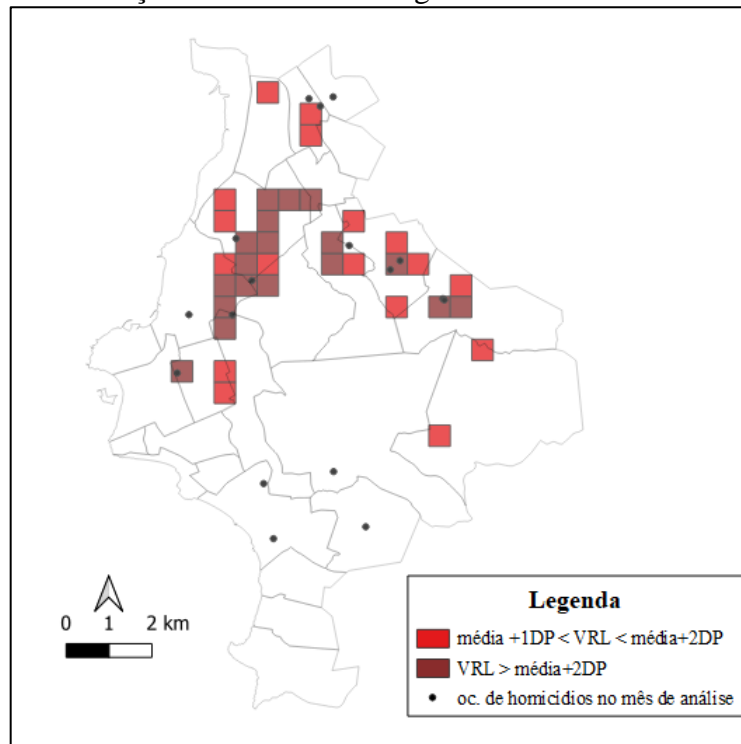 0 1 2 km
Legenda
média +1DP < VRL < média+2DP
VRL > média+2DP
oc. de homicídios no mês de análise